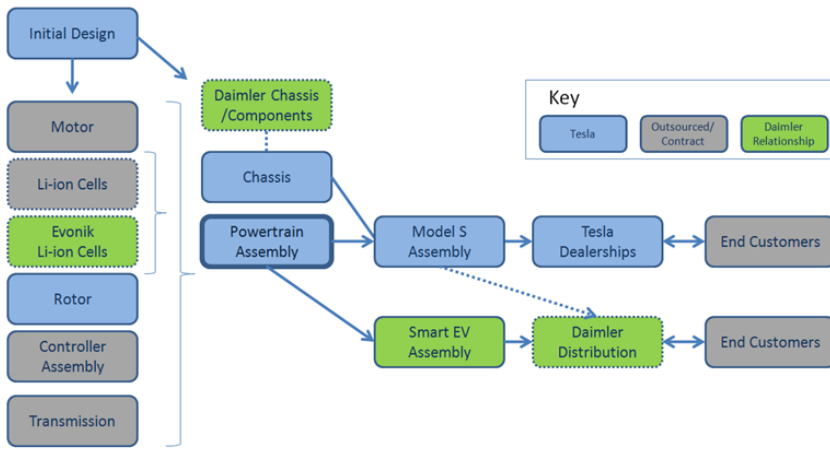 Initial Design
Daimler Chassis
/Components
Key
Tesla
Outsourced/
Contract
Daimler
Relationship
Motor
Li-ion Cells
Chassis
Evonik
Li-ion Cells
Powertrain
Assembly
Model S
Assembly
Tesla
Dealerships
End Customers
Rotor
Controller
Assembly
Smart EV
Assembly
Daimler
Distribution
End Customers
Transmission